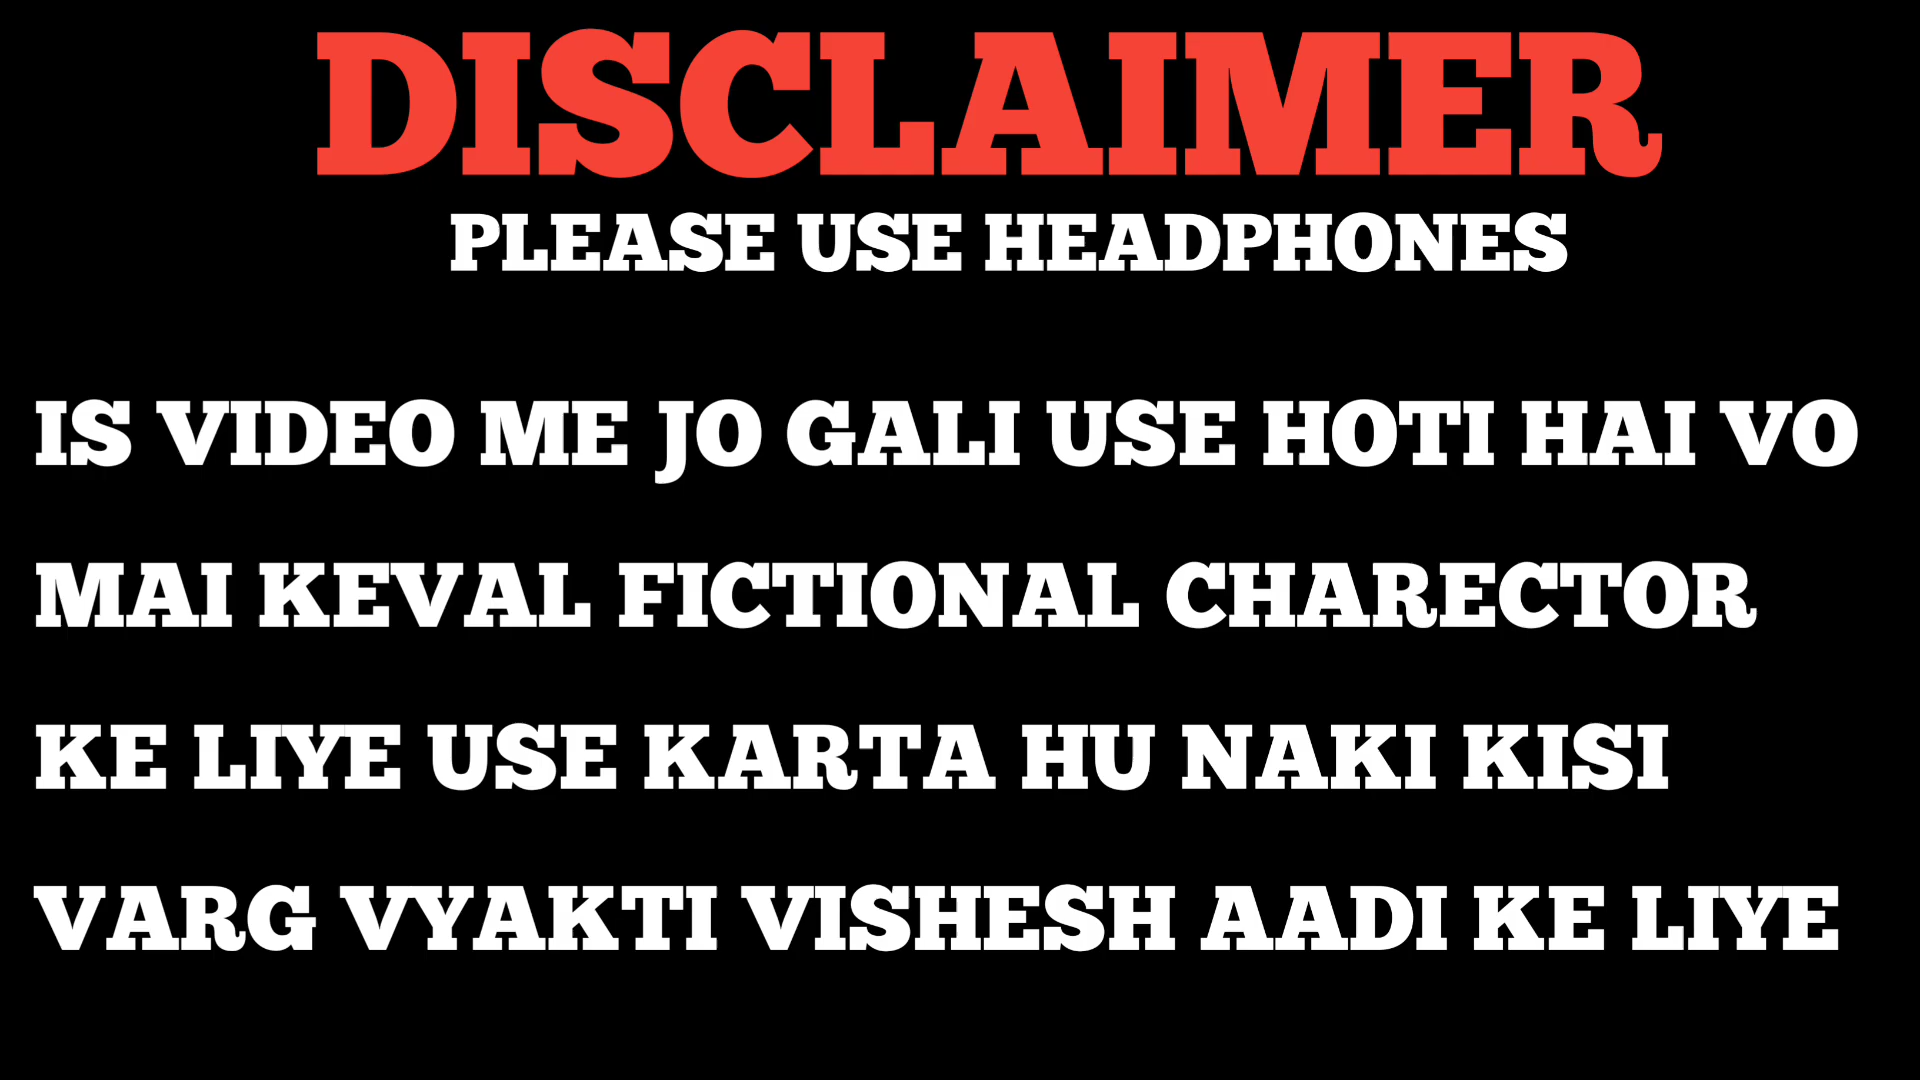 DISCLAIMER
PLEASE USE HEADPHONES
IS VIDEO ME JO GALI USE HOTI HAI VO
MAI KEVAL FICTIONAL CHARECTOR
KE LIYE USE KARTA HU NAKI KISI
VARG VYAKTI VISHESH AADI KE LIYE